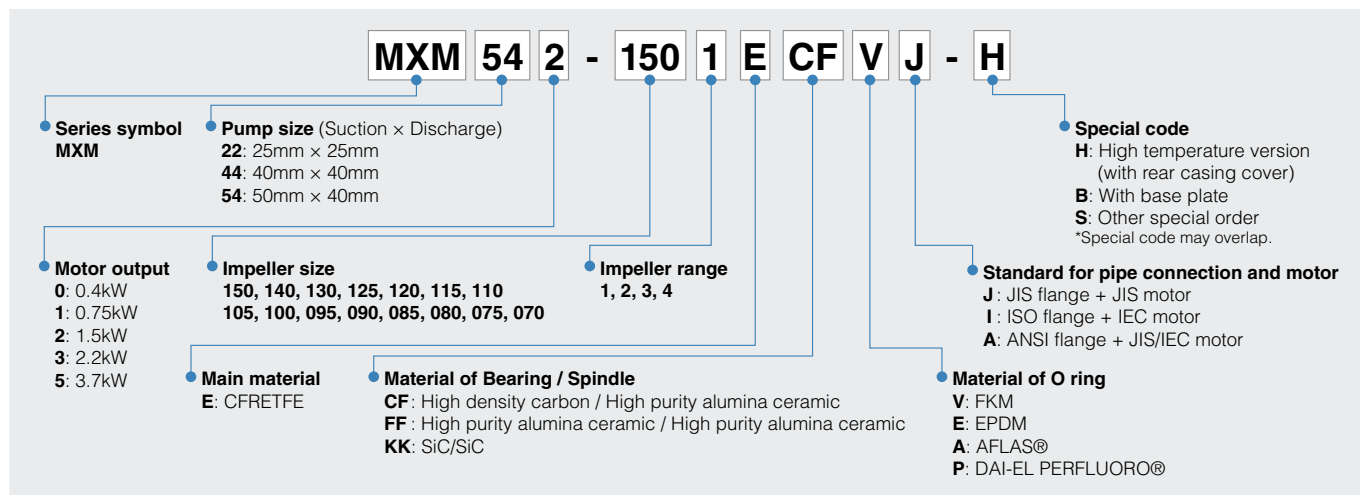 MXM 54 2 - 150 1 E CF V J - H
Series symbol
MXM
Pump size (Suction × Discharge)
22: 25mm × 25mm
44: 40mm × 40mm
54: 50mm × 40mm
Special code
H: High temperature version
(with rear casing cover)
B: With base plate
S: Other special order
*Special code may overlap.
Motor output
0: 0.4kW
1: 0.75kW
2: 1.5kW
3: 2.2kW
5: 3.7kW
Impeller size
150, 140, 130, 125, 120, 115, 110
105, 100, 095, 090, 085, 080, 075, 070
Impeller range
1, 2, 3, 4
Standard for pipe connection and motor
J : JIS flange + JIS motor
I : ISO flange + IEC motor
A: ANSI flange + JIS/IEC motor
Main material
E: CFRETFE
Material of Bearing / Spindle
CF: High density carbon / High purity alumina ceramic
FF : High purity alumina ceramic / High purity alumina ceramic
KK: SiC/SiC
Material of O ring
V: FKM
E: EPDM
A: AFLAS®
P: DAI-EL PERFLUORO®